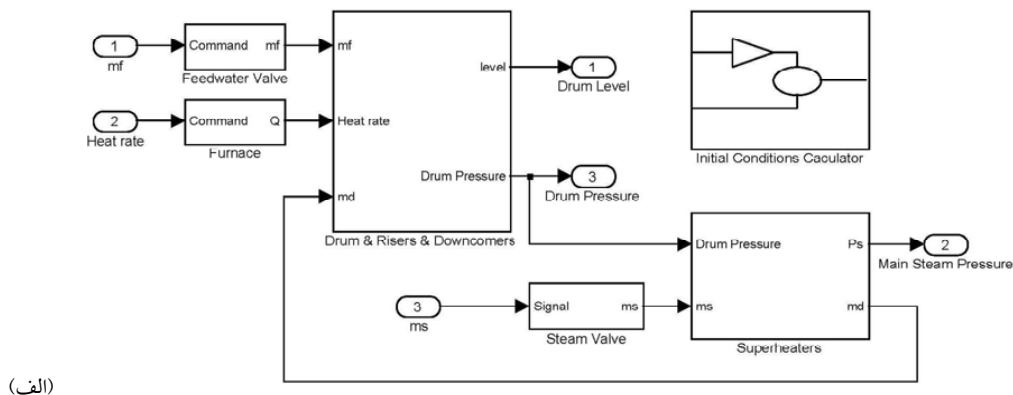 1
mf
Command
mf
Feedwater Valve
2
Heat rate
Command
Q
Furnace
mf
Heat rate
md
level
Drum Pressure
Drum & Risers & Downcomers
1
Drum Level
3
Drum Pressure
Initial Conditions Caculator
3
ms
Signal
ms
Steam Valve
Drum Pressure
ms
Ps
md
Superheaters
2
Main Steam Pressure
(الف)